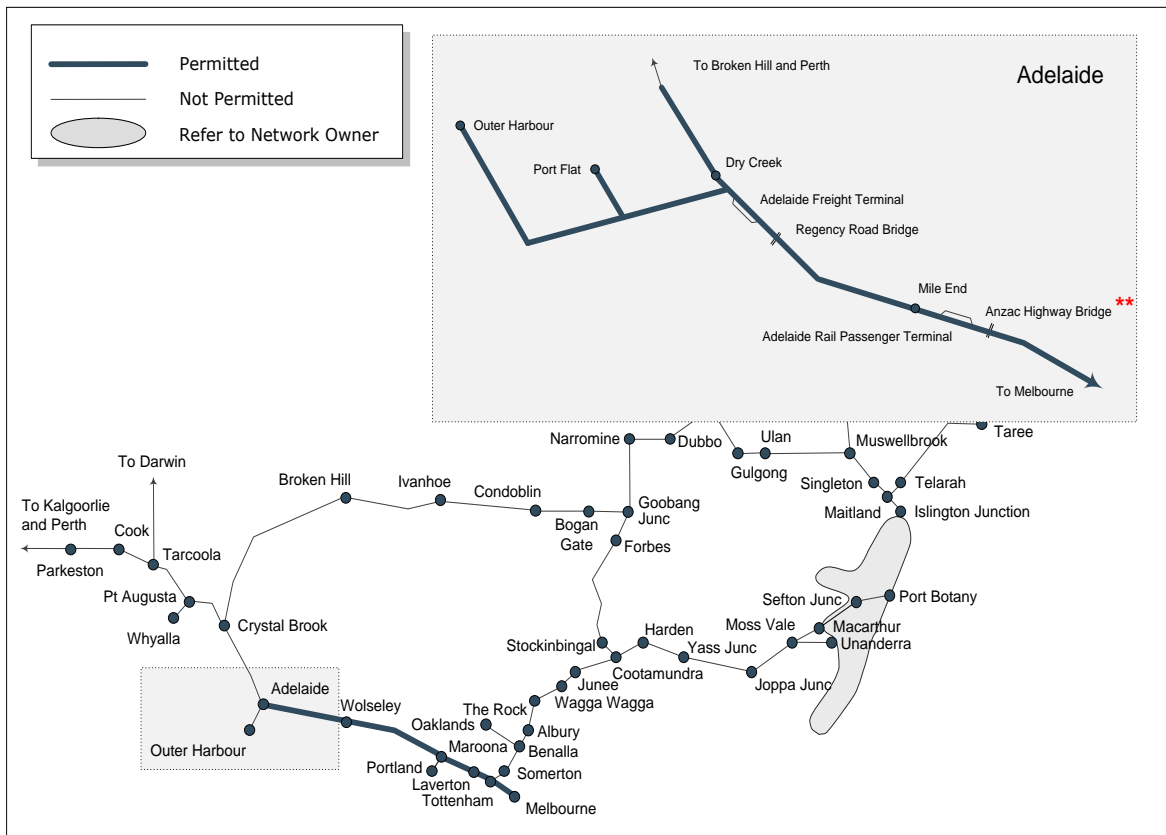 Permitted
Not Permitted
Refer to Network Owner
Adelaide
To Broken Hill and Perth
Outer Harbour
Port Flat
Dry Creek
Adelaide Freight Terminal
Regency Road Bridge
Mile End
Anzac Highway Bridge **
Adelaide Rail Passenger Terminal
To Melbourne
Narromine
Dubbo
Ulan
Gulgong
Muswellbrook
Taree
Singleton
Telarah
Maitland
Islington Junction
To Darwin
Broken Hill
Ivanhoe
Condoblin
Bogan
Gate
Goobang
Junc
Forbes
To Kalgoorlie
and Perth
Cook
Tarcoola
Parkeston
Pt Augusta
Whyalla
Crystal Brook
Sefton Junc
Port Botany
Moss Vale
Macarthur
Unanderra
Stockinbingal
Harden
Yass Junc
Cootamundra
Joppa Junc
Junee
Wagga Wagga
The Rock
Oaklands
Albury
Benalla
Adelaide
Wolseley
Outer Harbour
Maroona
Portland
Laverton
Somerton
Tottenham
Melbourne